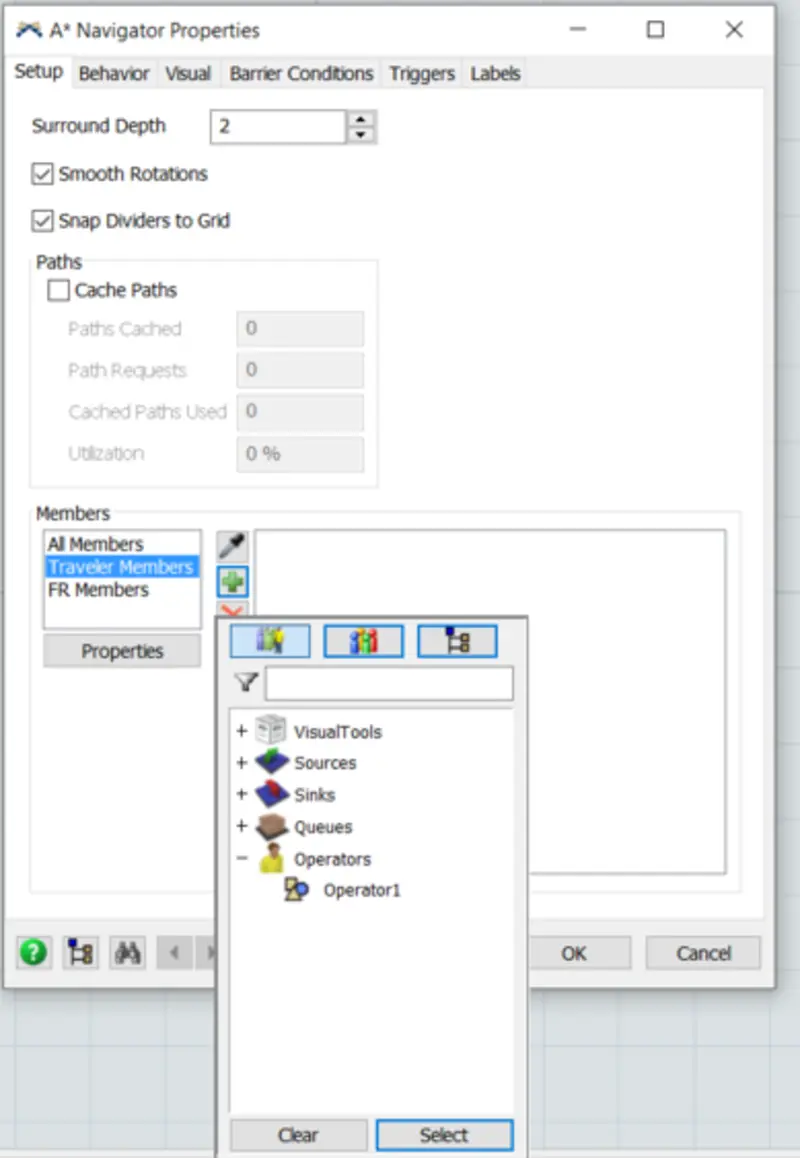 A* Navigator Properties
Setup Behavior Visual Barrier Conditions Triggers Labels
Surround Depth 2
Smooth Rotations
Snap Dividers to Grid
Paths
Cache Paths
Paths Cached 0
Path Requests 0
Cached Paths Used 0
Utilization 0 %
Members
All Members
Traveler Members
FR Members
Properties
VisualTools
Sources
Sinks
Queues
Operators
Operator1
OK Cancel
Clear Select